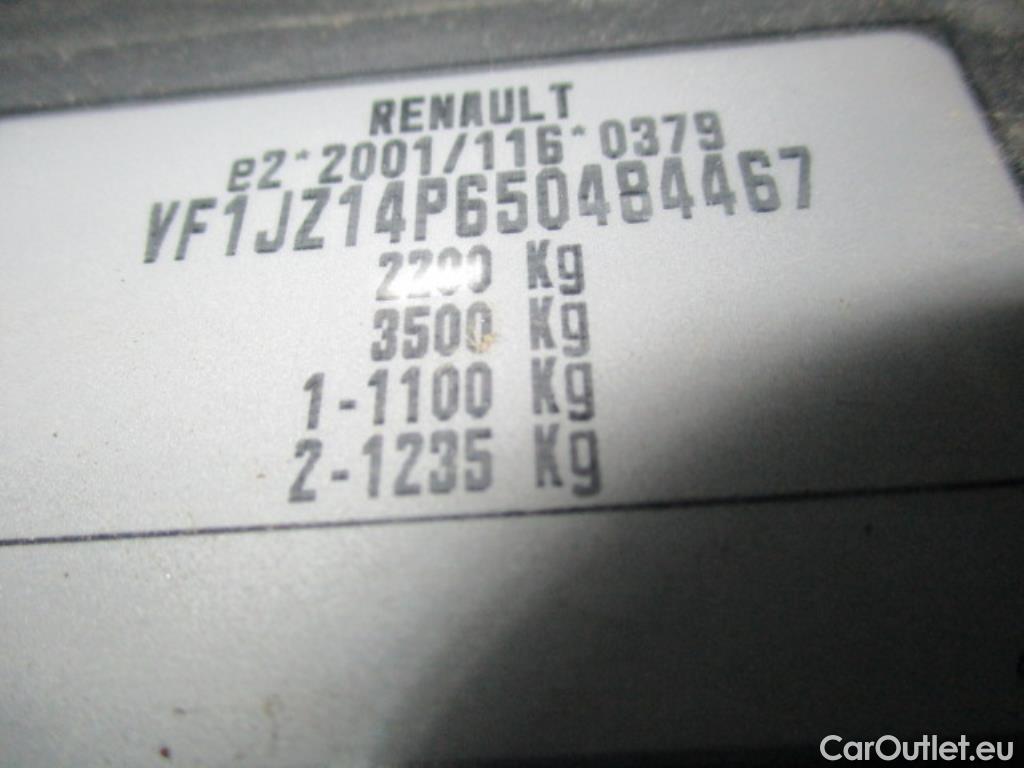 RENAULT
e2*2001/116*0379
VF1JZ14P650484467
2200 Kg
3500 Kg
1-1100 Kg
2-1235 Kg
CarOutlet.eu